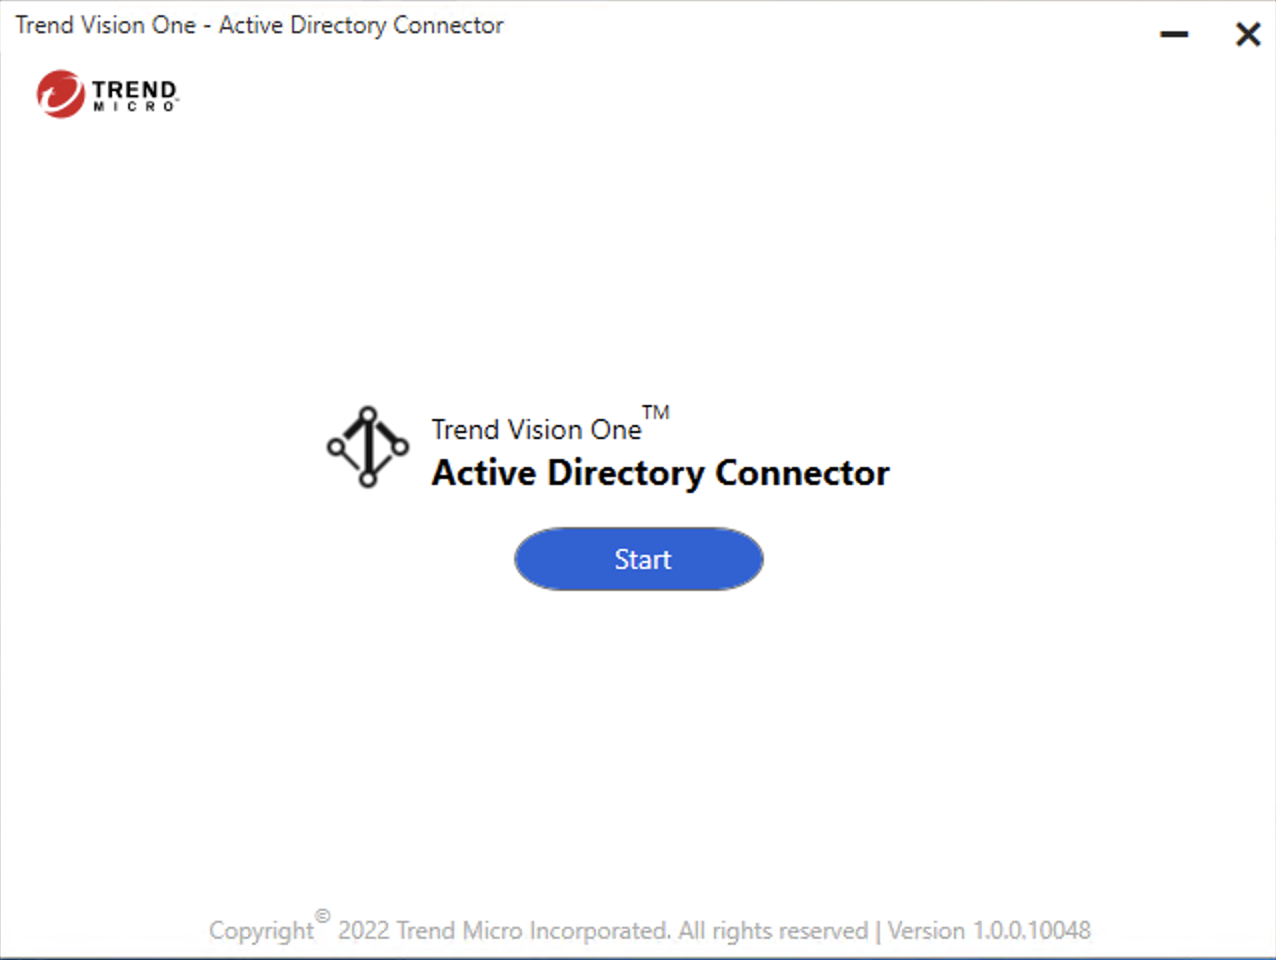 Trend Vision One - Active Directory Connector
TREND
MICRO™
Trend Vision One™
Active Directory Connector
Start
Copyright© 2022 Trend Micro Incorporated. All rights reserved | Version 1.0.0.10048